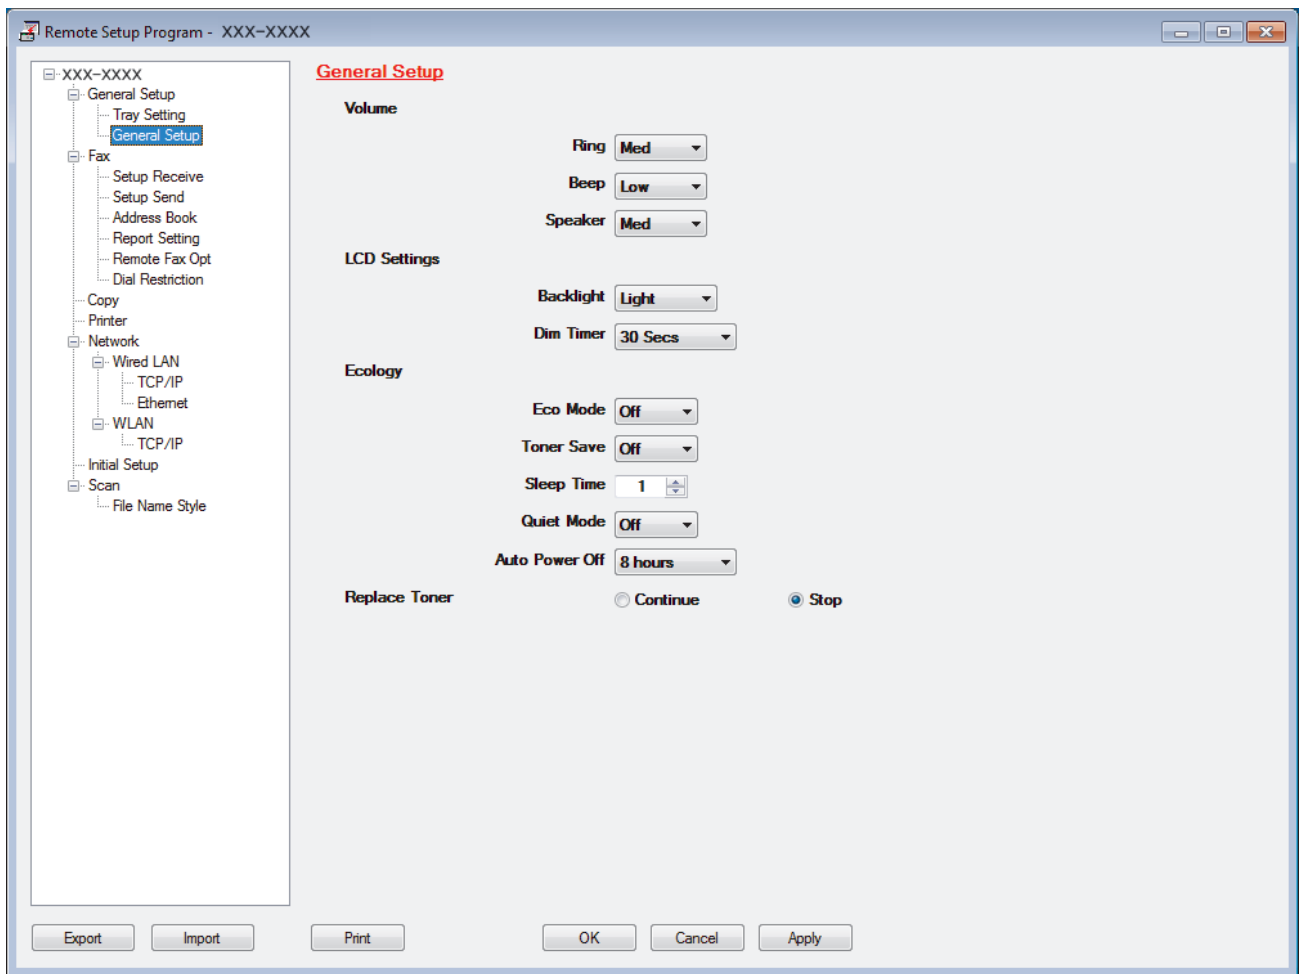 Remote Setup Program - XXX-XXXX
XXX-XXXX
General Setup
Tray Setting
General Setup
Fax
Setup Receive
Setup Send
Address Book
Report Setting
Remote Fax Opt
Dial Restriction
Copy
Printer
Network
Wired LAN
TCP/IP
Ethernet
WLAN
TCP/IP
Initial Setup
Scan
File Name Style
General Setup
Volume
Ring Med
Beep Low
Speaker Med
LCD Settings
Backlight Light
Dim Timer 30 Secs
Ecology
Eco Mode Off
Toner Save Off
Sleep Time 1
Quiet Mode Off
Auto Power Off 8 hours
Replace Toner Continue Stop
Export Import Print OK Cancel Apply